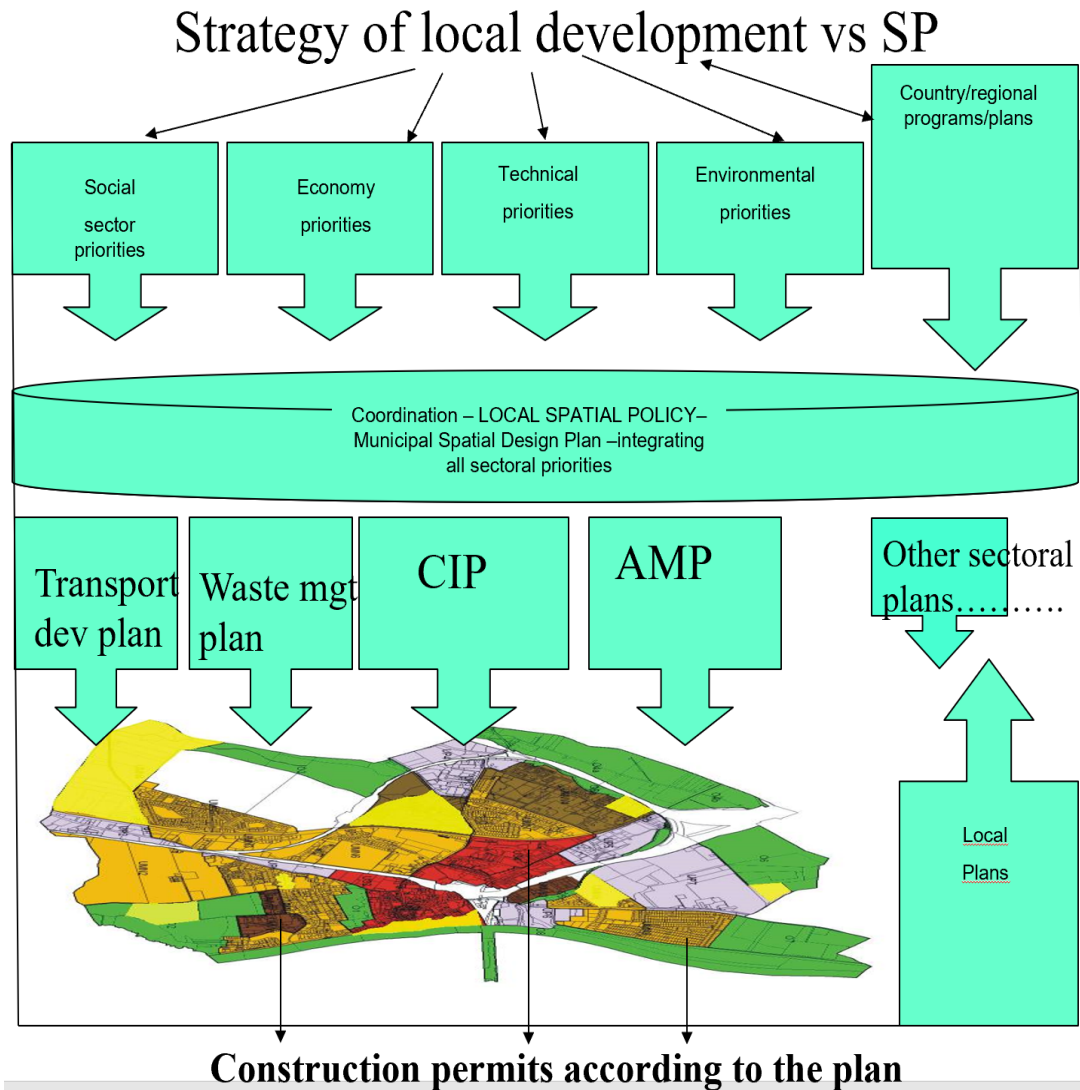 Strategy of local development vs SP
Country/regional
programs/plans
Social
sector
priorities
Economy
priorities
Technical
priorities
Environmental
priorities
Coordination – LOCAL SPATIAL POLICY–
Municipal Spatial Design Plan –integrating
all sectoral priorities
Transport
dev plan
Waste mgt
plan
CIP
AMP
Other sectoral
plans……….
Local
Plans
Construction permits according to the plan